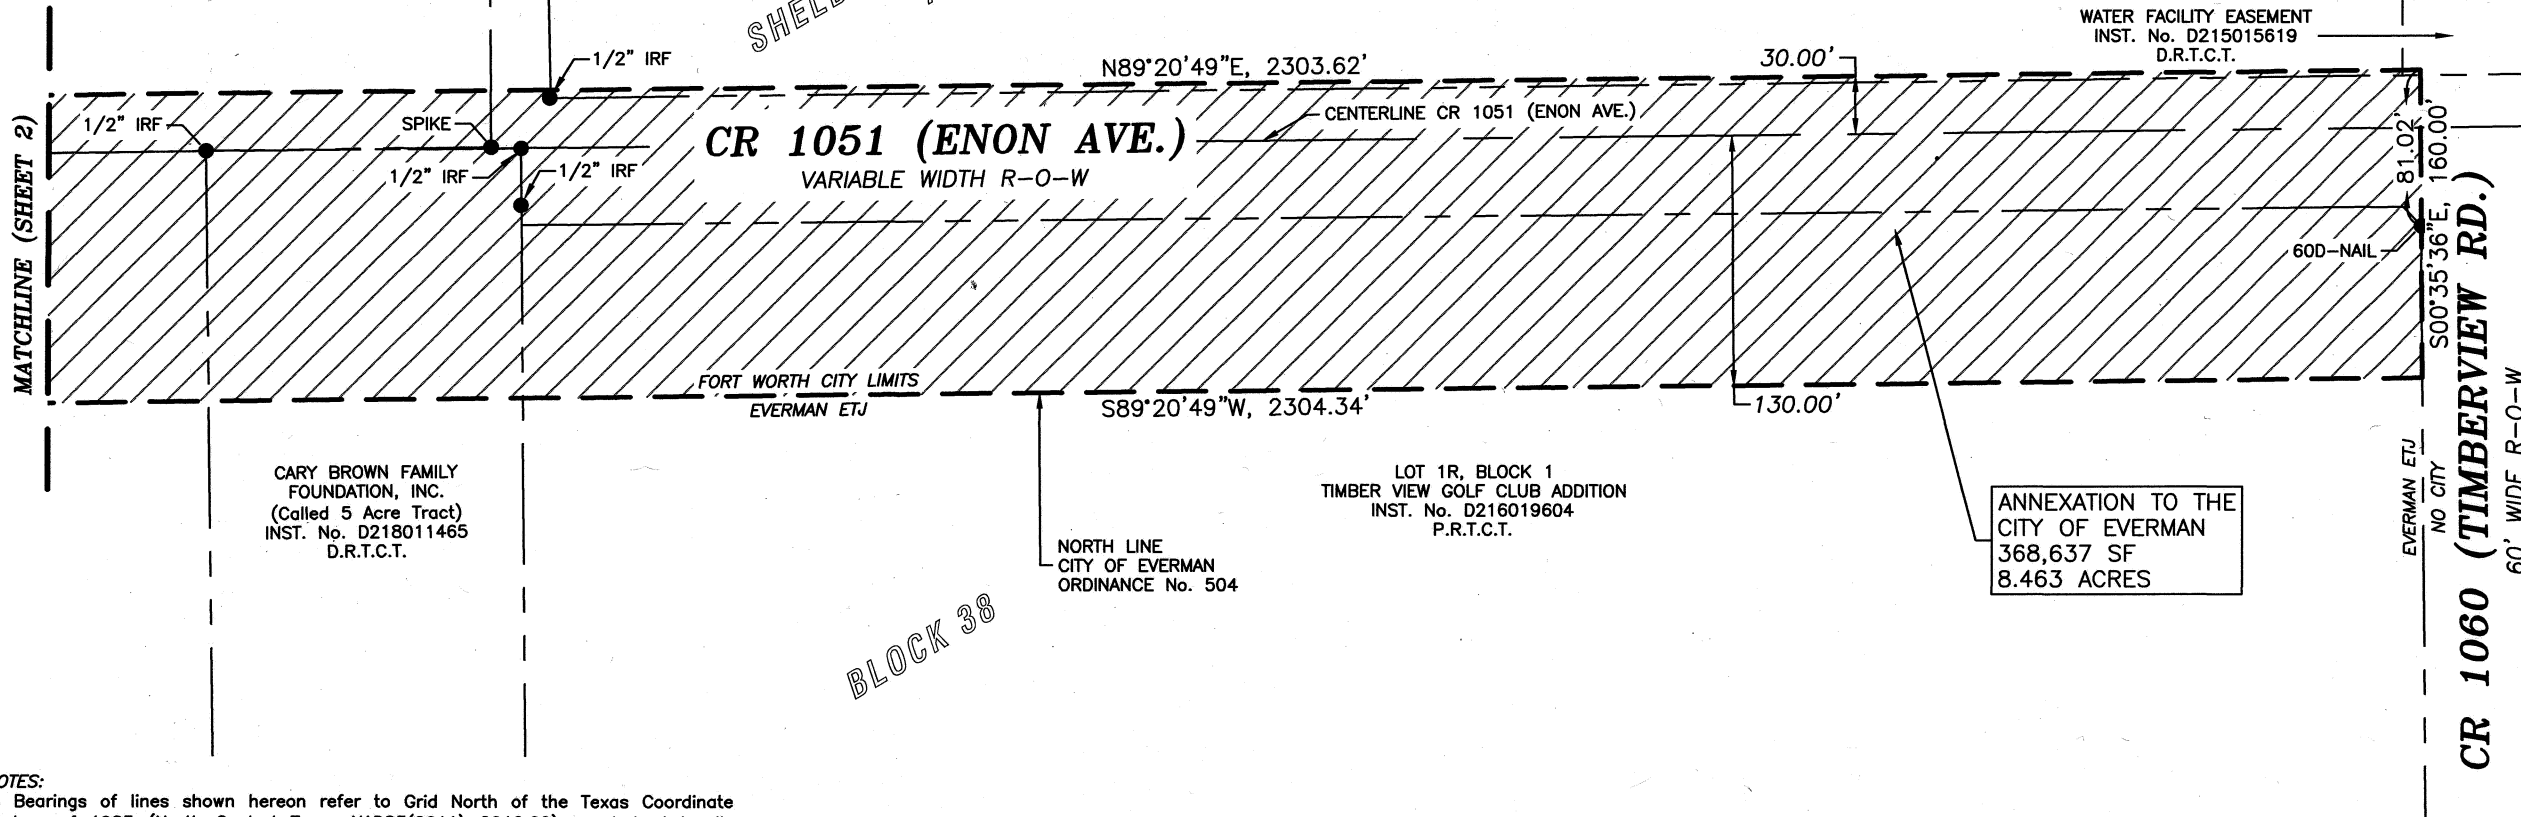 SHELB
WATER FACILITY EASEMENT
INST. No. D215015619
D.R.T.C.T.
1/2" IRF
N89°20'49"E, 2303.62'
30.00'
MATCHLINE (SHEET 2)
1/2" IRF
SPIKE
1/2" IRF
1/2" IRF
CR 1051 (ENON AVE.)
VARIABLE WIDTH R-O-W
CENTERLINE CR 1051 (ENON AVE.)
81.02'
S00°35'36"E, 160.00'
60D-NAIL
FORT WORTH CITY LIMITS
EVERMAN ETJ
S89°20'49"W, 2304.34'
130.00'
CARY BROWN FAMILY
FOUNDATION, INC.
(Called 5 Acre Tract)
INST. No. D218011465
D.R.T.C.T.
NORTH LINE
CITY OF EVERMAN
ORDINANCE No. 504
LOT 1R, BLOCK 1
TIMBER VIEW GOLF CLUB ADDITION
INST. No. D216019604
P.R.T.C.T.
ANNEXATION TO THE
CITY OF EVERMAN
368,637 SF
8.463 ACRES
EVERMAN ETJ
NO CITY
CR 1060 (TIMBERVIEW RD.)
60' WIDE R-O-W
BLOCK 38
OTES:
Bearings of lines shown hereon refer to Grid North of the Texas Coordinate